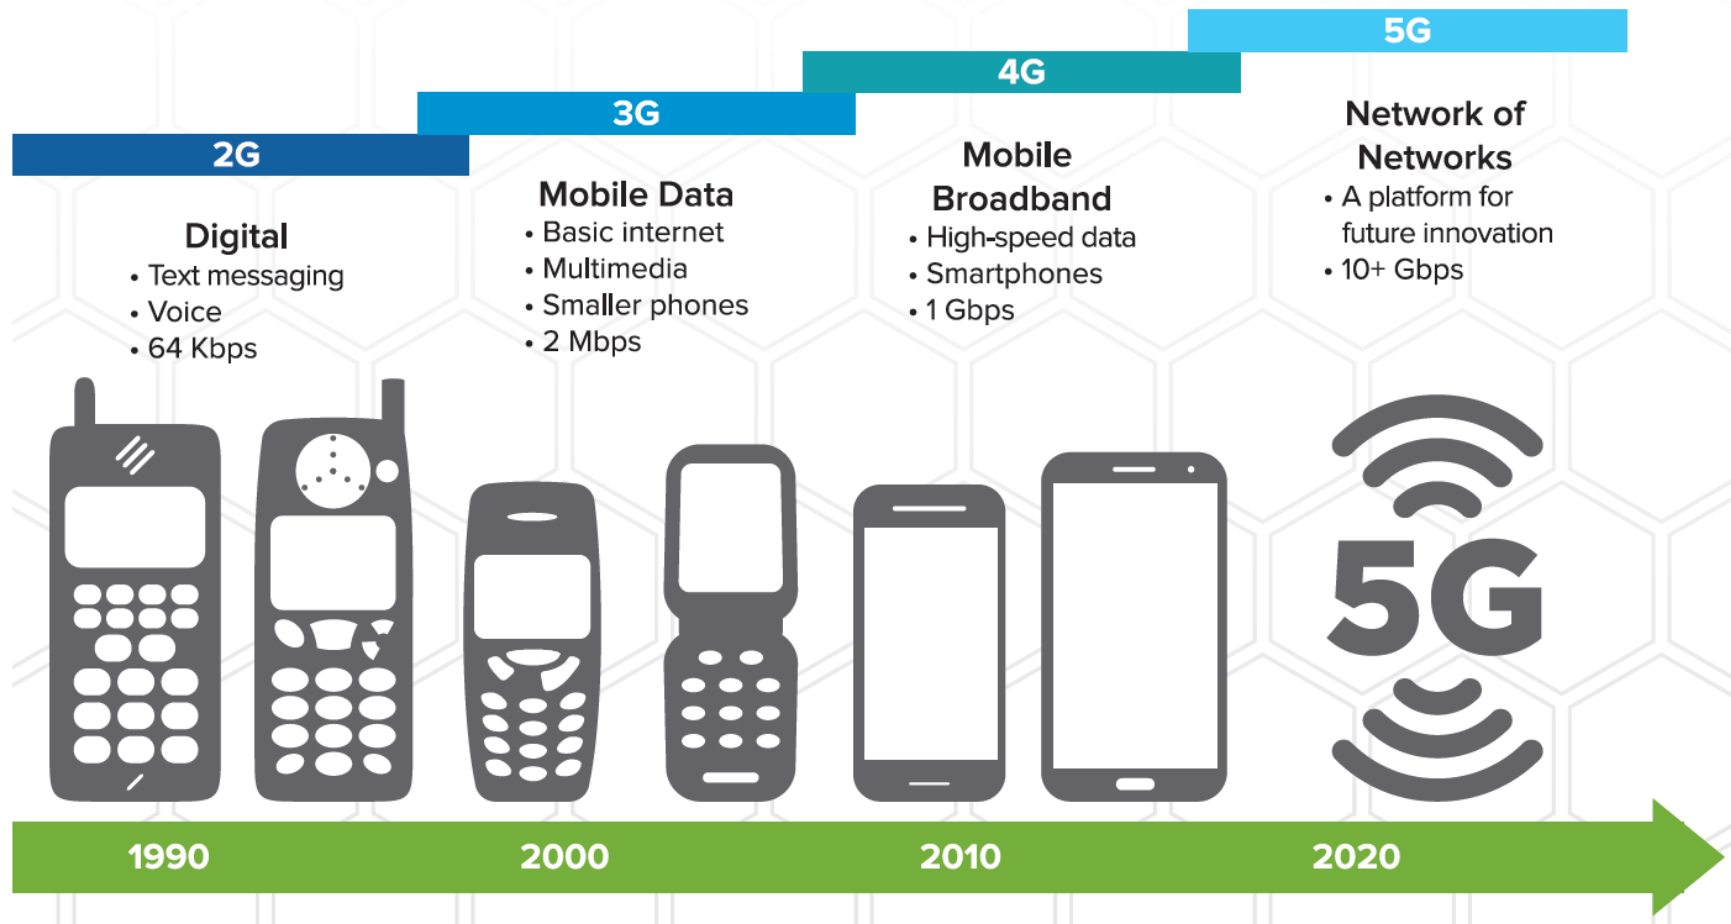 2G
Digital
• Text messaging
• Voice
• 64 Kbps
3G
Mobile Data
• Basic internet
• Multimedia
• Smaller phones
• 2 Mbps
4G
Mobile
Broadband
• High-speed data
• Smartphones
• 1 Gbps
5G
Network of
Networks
• A platform for
future innovation
• 10+ Gbps
5G
1990
2000
2010
2020